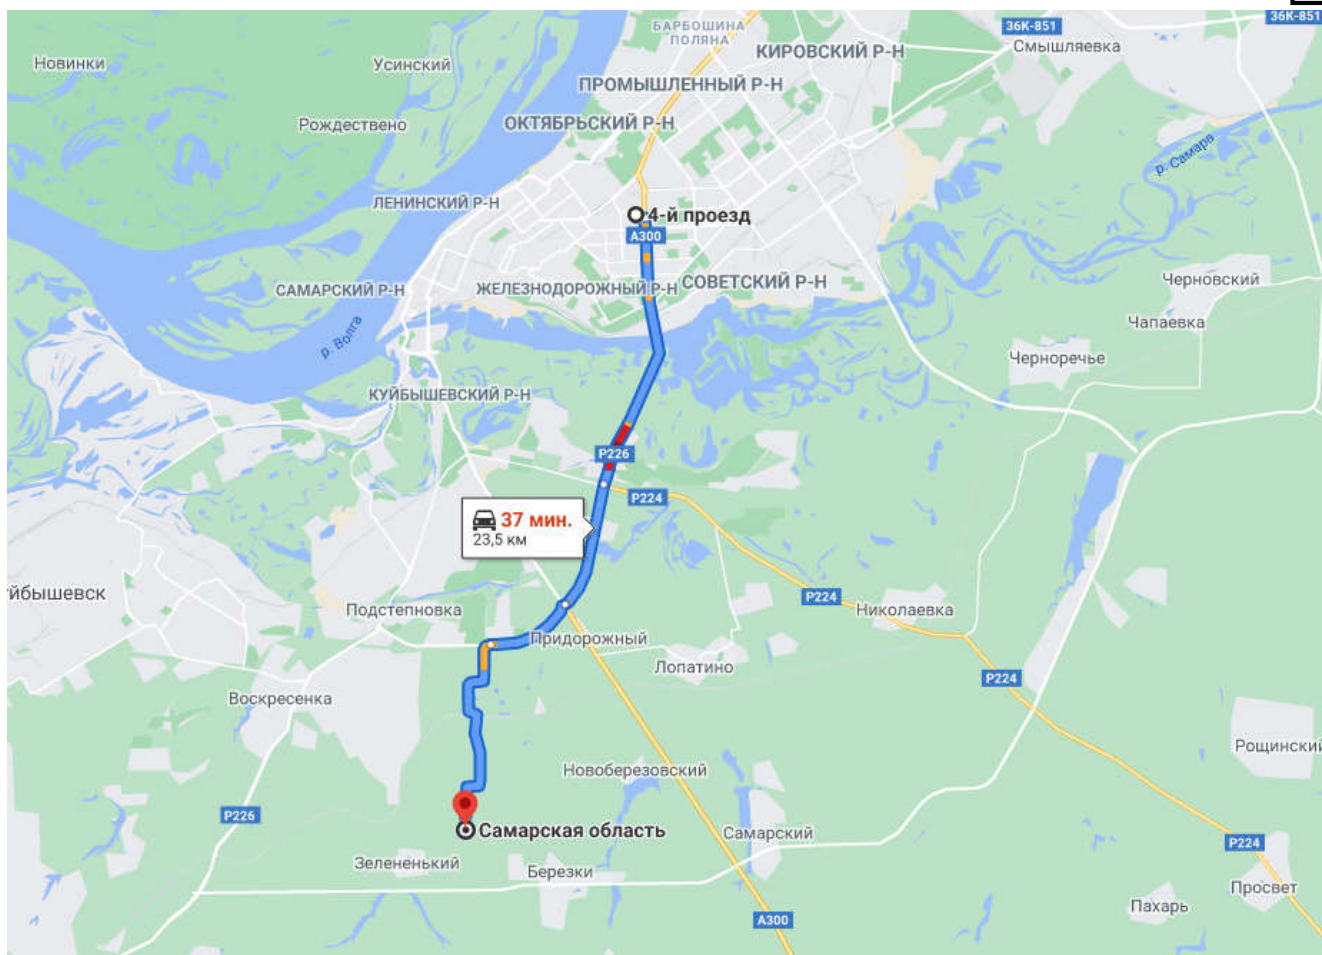 36К-851
36К-851
БАРБОШИНА
ПОЛЯНА
КИРОВСКИЙ Р-Н
Смышляевка
Новинки
Усинский
ПРОМЫШЛЕННЫЙ Р-Н
Рождествено
ОКТЯБРЬСКИЙ Р-Н
р. Самара
ЛЕНИНСКИЙ Р-Н
4-й проезд
А300
ЖЕЛЕЗНОДОРОЖНЫЙ Р-Н
СОВЕТСКИЙ Р-Н
САМАРСКИЙ Р-Н
Черновский
р. Волга
Чапаевка
Черноречье
КУЙБЫШЕВСКИЙ Р-Н
Р226
Р224
37 мин.
23,5 км
йбышевск
Подстепновка
Р224
Николаевка
Придорожный
Лопатино
Р224
Воскресенка
Рощинский
Новоберезовский
Р226
Самарская область
Самарский
Р224
Зелененький
Березки
Просвет
Пахарь
А300